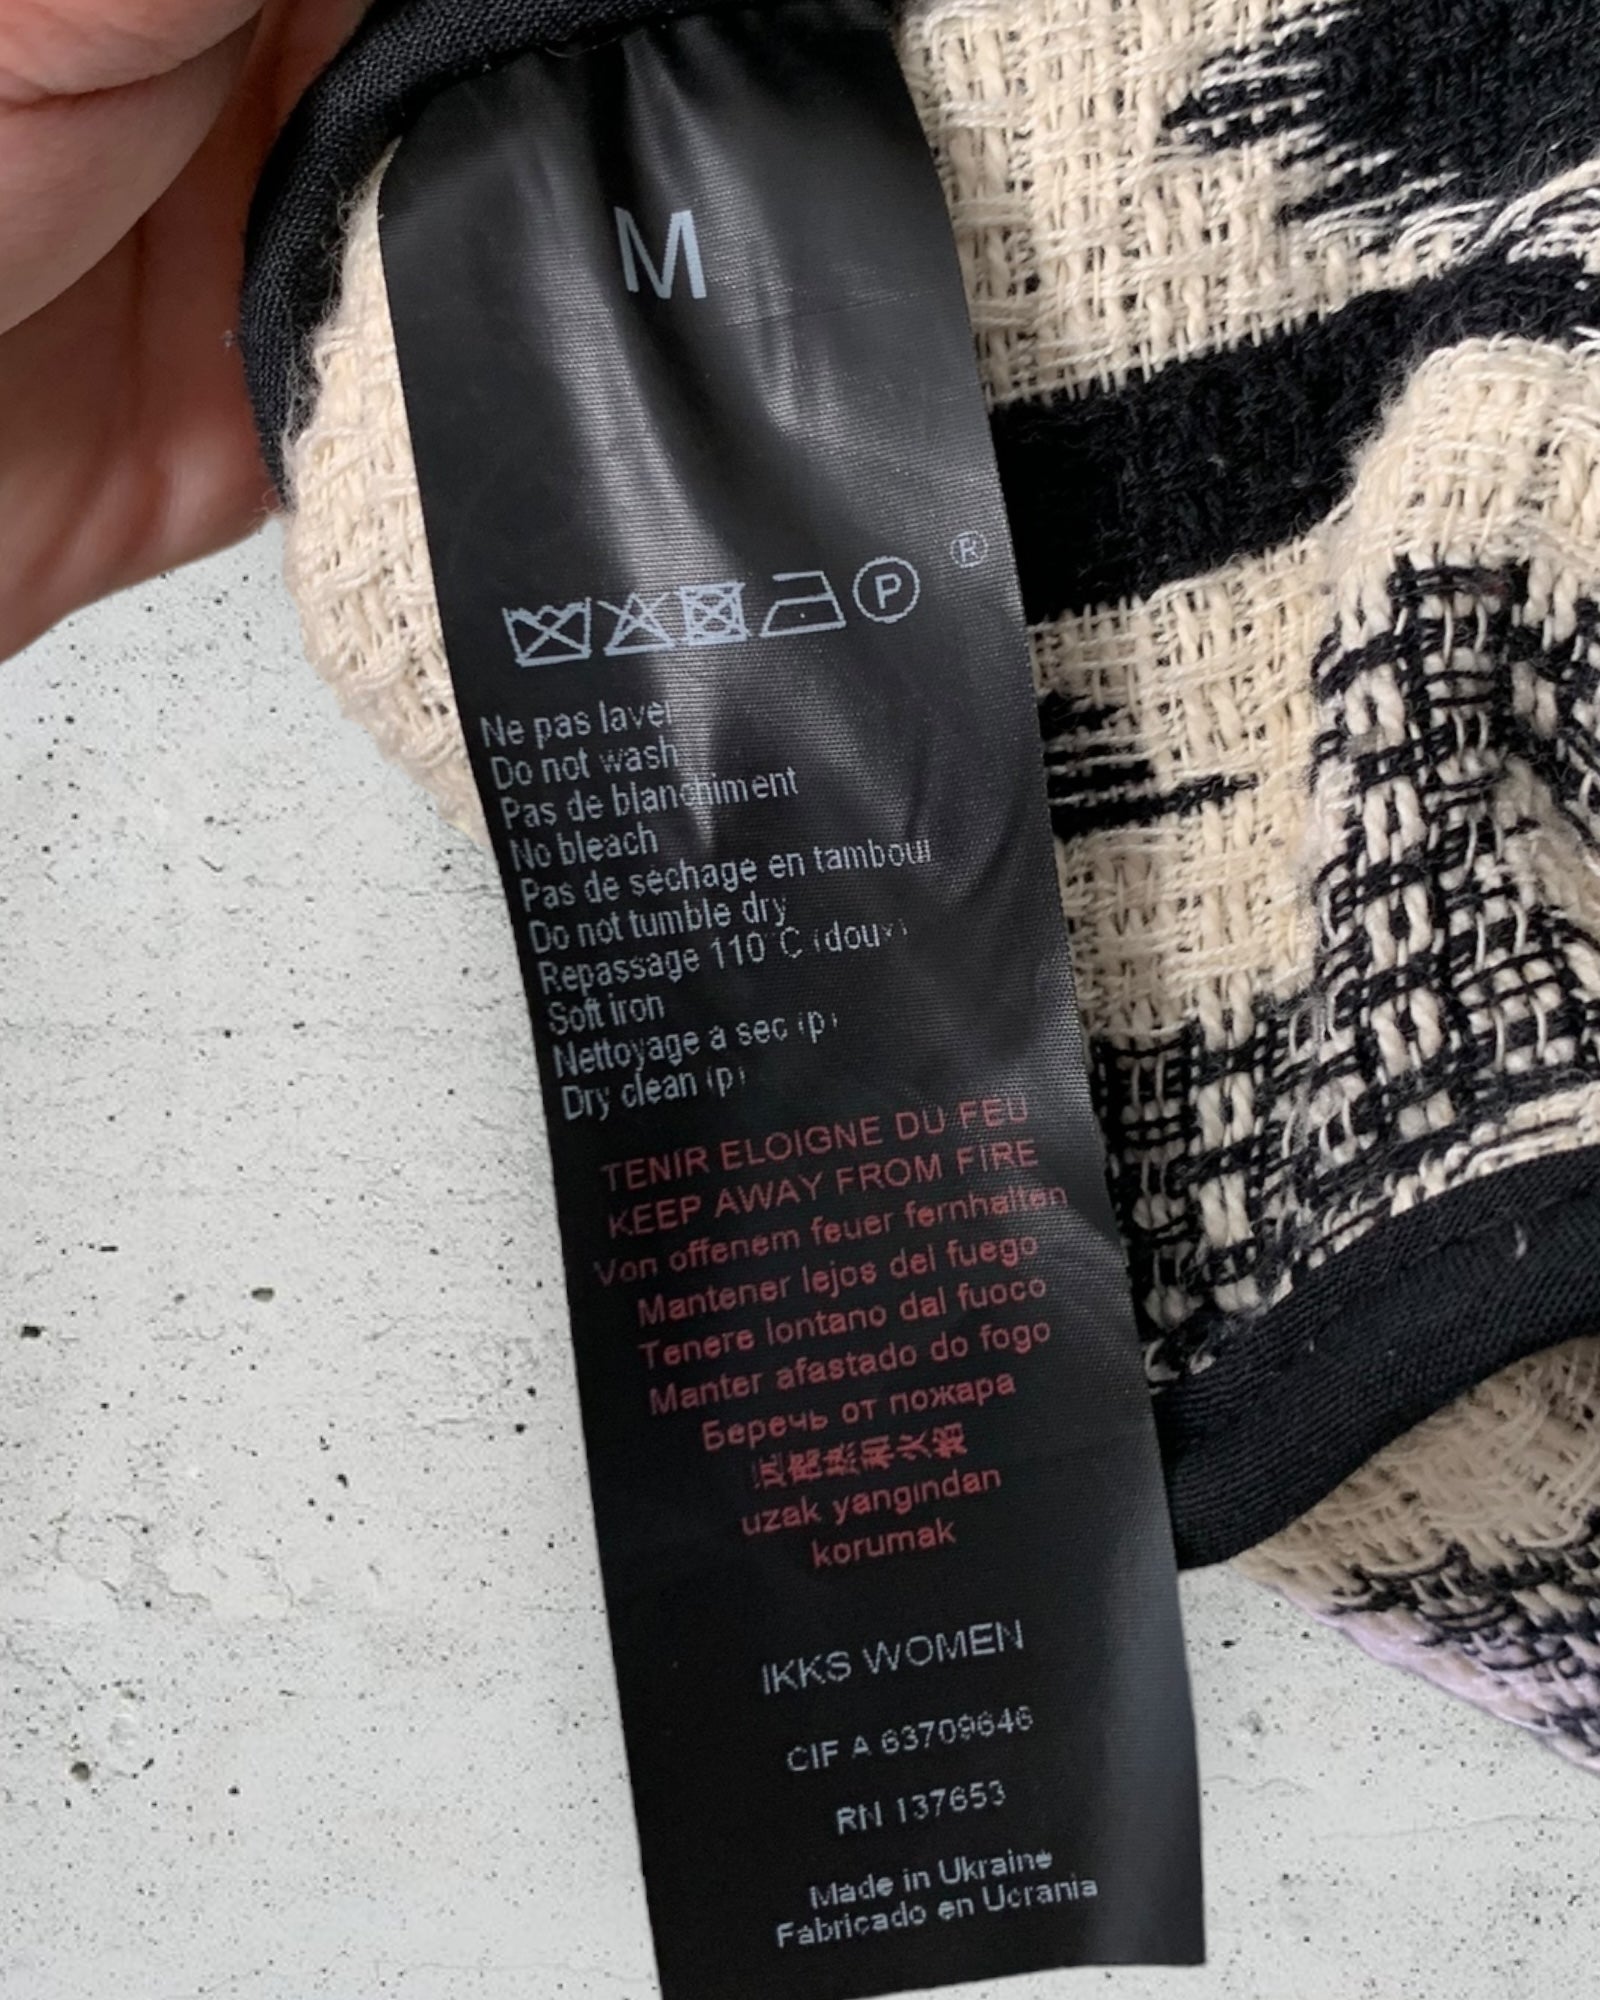 M
P ®
Ne pas laver
Do not wash
Pas de blanchiment
No bleach
Pas de sechage en tambour
Do not tumble dry
Repassage 110°C (doux)
Soft iron
Nettoyage a sec (p)
Dry clean (p)
TENIR ELOIGNE DU FEU
KEEP AWAY FROM FIRE
Von offenem feuer fernhalten
Mantener lejos del fuego
Tenere lontano dal fuoco
Manter afastado do fogo
Беречь от пожара
uzak yangından
korumak
IKKS WOMEN
CIF A 63709646
RN 137653
Made in Ukraine
Fabricado en Ucrania